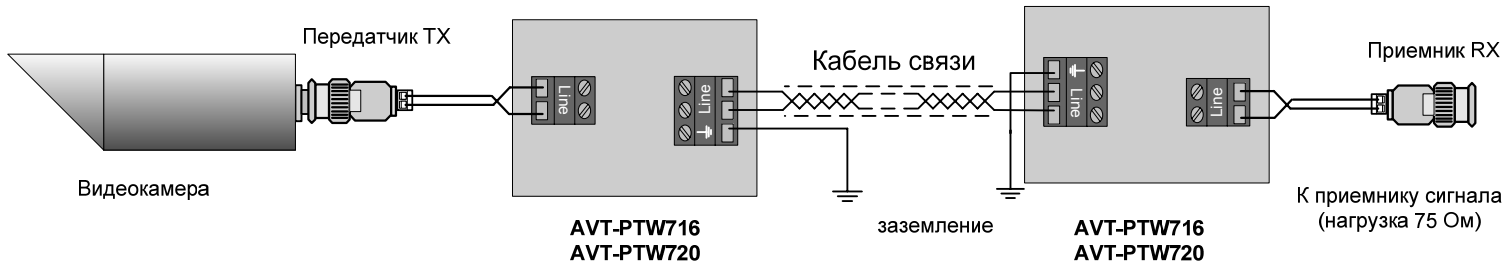 Передатчик TX
Видеокамера
Line
Line
AVT-PTW716
AVT-PTW720
Кабель связи
заземление
Line
Line
AVT-PTW716
AVT-PTW720
Приемник RX
К приемнику сигнала
(нагрузка 75 Ом)